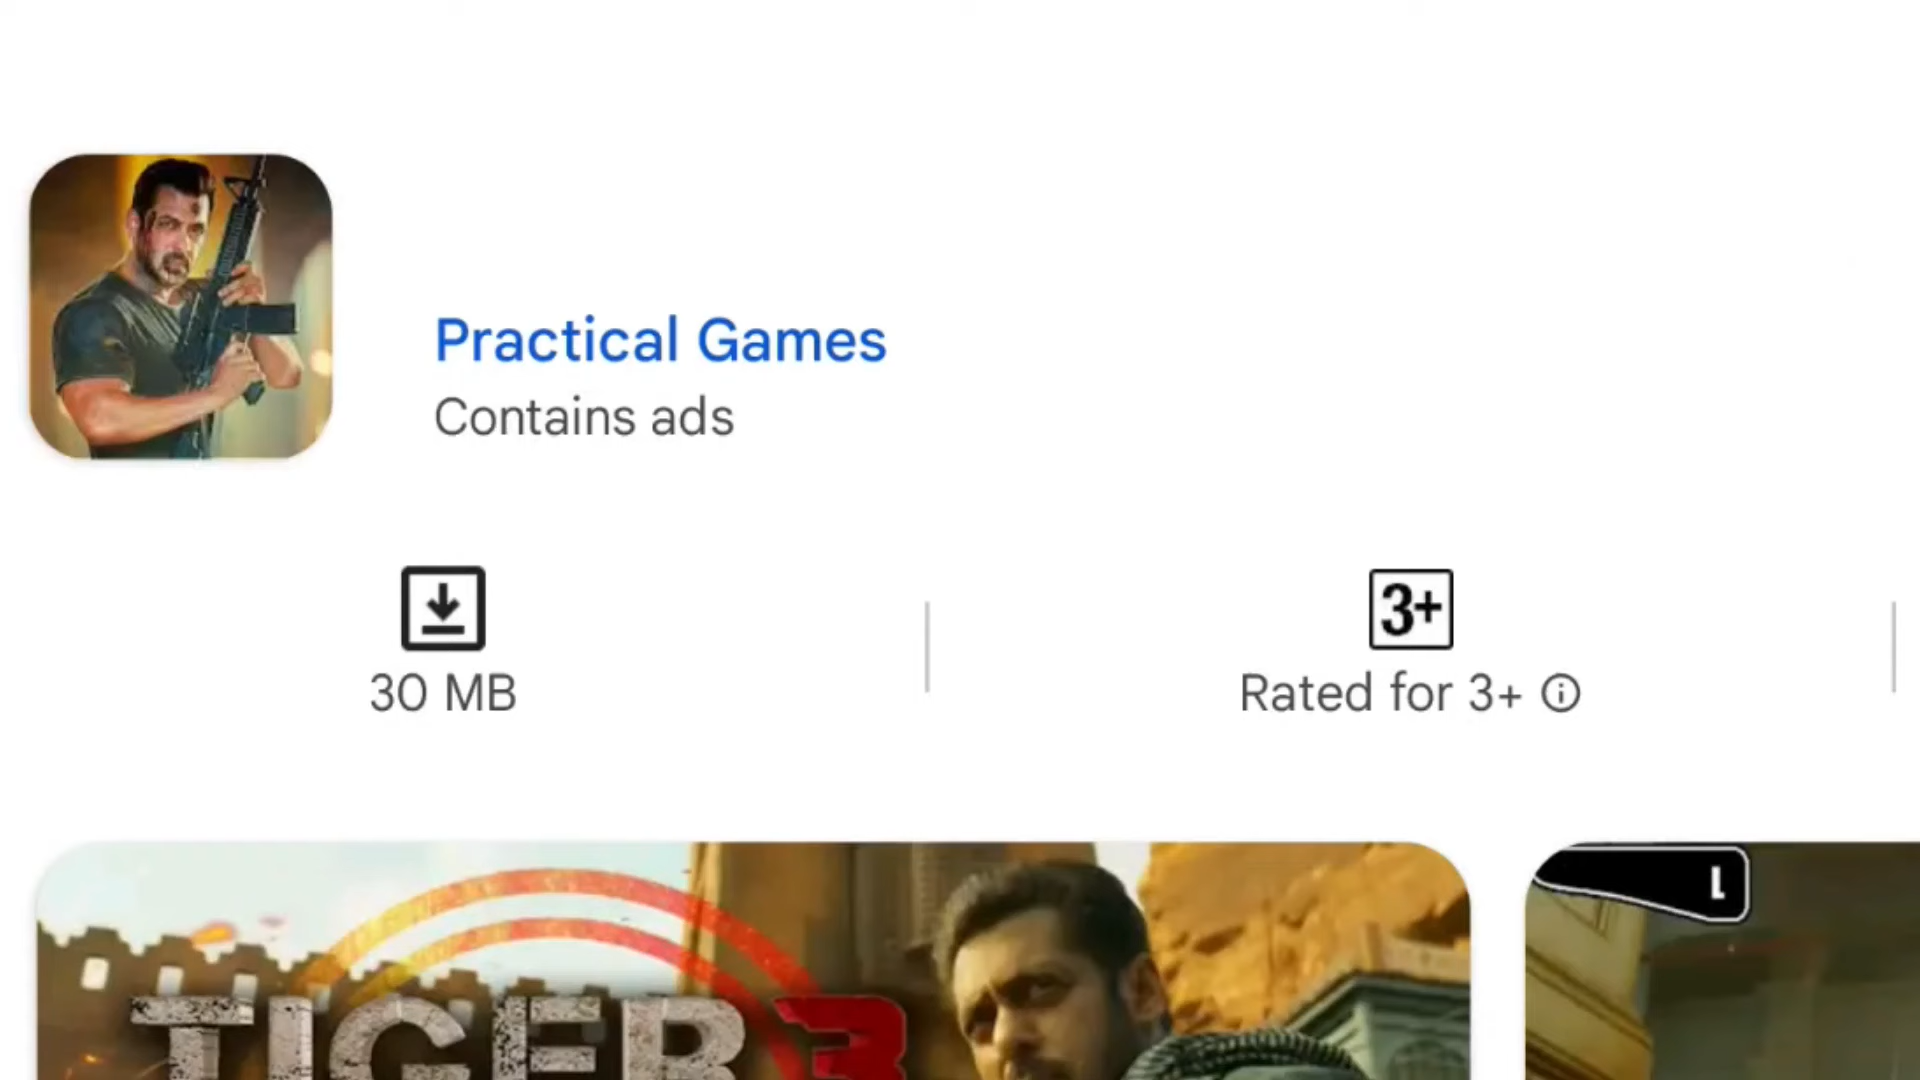 Practical Games
Contains ads
3+
30 MB
Rated for 3+
TIGER 3